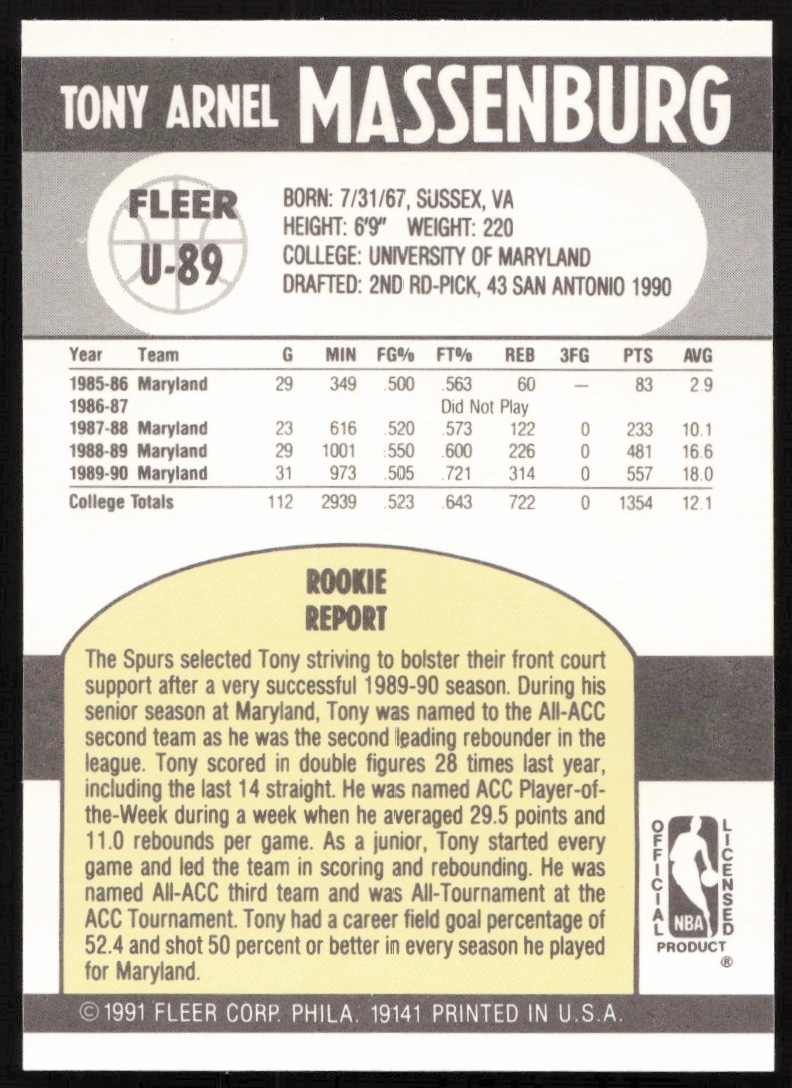 TONY ARNEL MASSENBURG
FLEER
U-89
BORN: 7/31/67, SUSSEX, VA
HEIGHT: 6'9" WEIGHT: 220
COLLEGE: UNIVERSITY OF MARYLAND
DRAFTED: 2ND RD-PICK, 43 SAN ANTONIO 1990
Year Team G MIN FG% FT% REB 3FG PTS AVG
1985-86 Maryland 29 349 .500 .563 60 — 83 2.9
1986-87 Did Not Play
1987-88 Maryland 23 616 .520 .573 122 0 233 10.1
1988-89 Maryland 29 1001 .550 .600 226 0 481 16.6
1989-90 Maryland 31 973 .505 .721 314 0 557 18.0
College Totals 112 2939 .523 .643 722 0 1354 12.1
ROOKIE
REPORT
The Spurs selected Tony striving to bolster their front court
support after a very successful 1989-90 season. During his
senior season at Maryland, Tony was named to the All-ACC
second team as he was the second leading rebounder in the
league. Tony scored in double figures 28 times last year,
including the last 14 straight. He was named ACC Player-of-
the-Week during a week when he averaged 29.5 points and
11.0 rebounds per game. As a junior, Tony started every
game and led the team in scoring and rebounding. He was
named All-ACC third team and was All-Tournament at the
ACC Tournament. Tony had a career field goal percentage of
52.4 and shot 50 percent or better in every season he played
for Maryland.
OFFICIAL
LICENSED
NBA
PRODUCT
®
©1991 FLEER CORP. PHILA. 19141 PRINTED IN U.S.A.